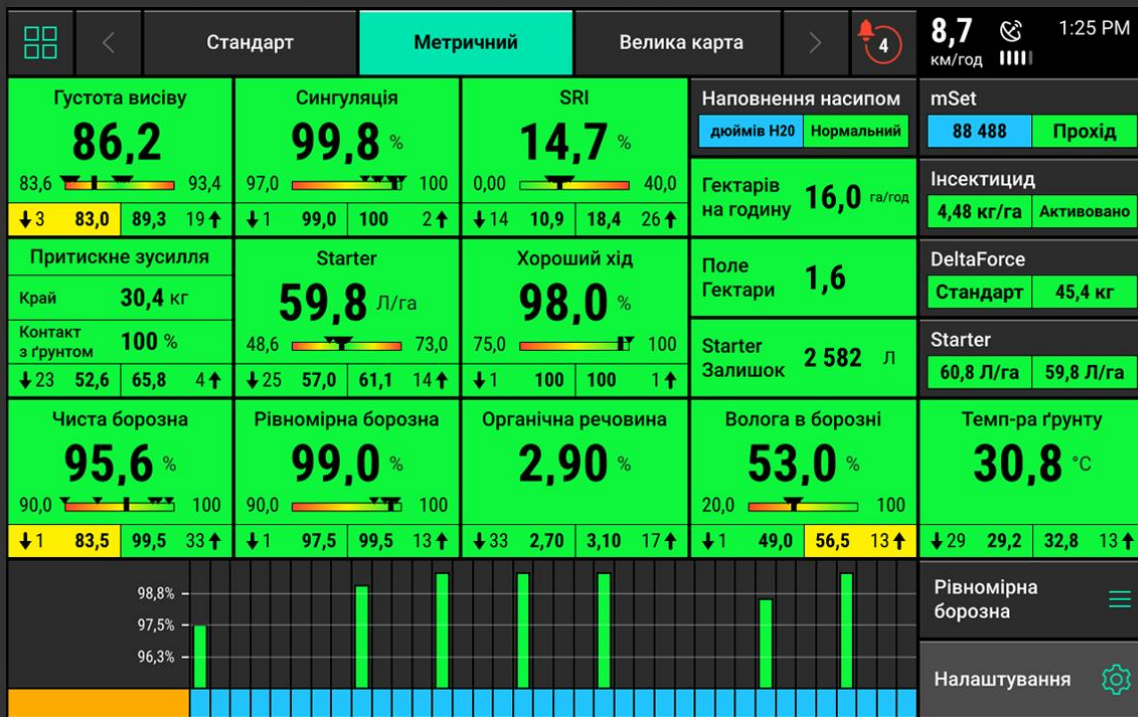 Стандарт
Метричний
Велика карта
4
8,7
км/год
1:25 PM
Густота висіву
86,2
83,6 93,4
3 83,0 89,3 19
Сингуляція
99,8 %
97,0 100
1 99,0 100 2
SRI
14,7 %
0,00 40,0
14 10,9 18,4 26
Наповнення насипом
дюймів H20 Нормальний
mSet
88 488 Прохід
Гектарів
на годину
16,0 га/год
Інсектицид
4,48 кг/га Активовано
Притискне зусилля
Край 30,4 кг
Контакт
з ґрунтом
100 %
23 52,6 65,8 4
Starter
59,8 Л/га
48,6 73,0
25 57,0 61,1 14
Хороший хід
98,0 %
75,0 100
1 100 100 1
Поле
Гектари
1,6
DeltaForce
Стандарт 45,4 кг
Starter
Залишок
2 582 Л
Starter
60,8 Л/га 59,8 Л/га
Чиста борозна
95,6 %
90,0 100
1 83,5 99,5 33
Рівномірна борозна
99,0 %
90,0 100
1 97,5 99,5 13
Органічна речовина
2,90 %
33 2,70 3,10 17
Волога в борозні
53,0 %
20,0 100
1 49,0 56,5 13
Темп-ра ґрунту
30,8 °C
29 29,2 32,8 13
98,8%
97,5%
96,3%
Рівномірна
борозна
Налаштування